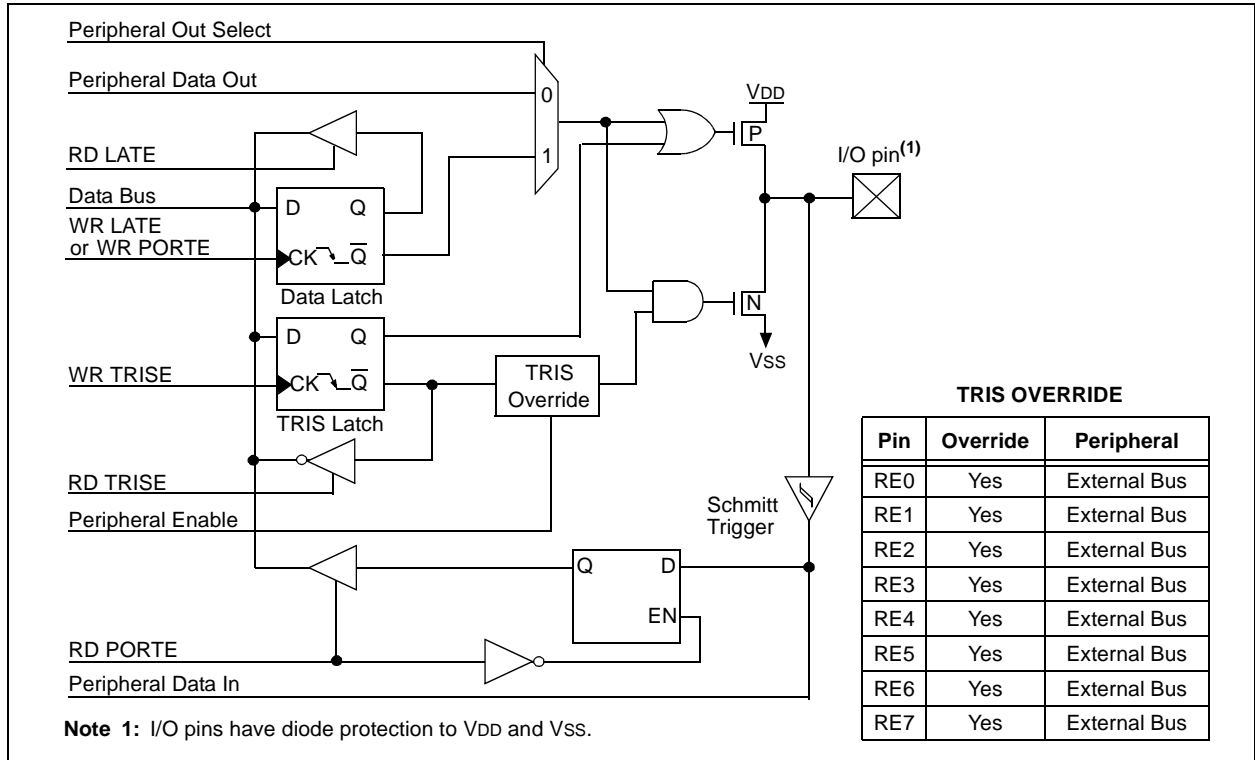 Peripheral Out Select
Peripheral Data Out
0
1
VDD
P
I/O pin(1)
RD LATE
Data Bus
WR LATE
or WR PORTE
D Q
CK Q
Data Latch
N
VSS
D Q
CK Q
TRIS Latch
WR TRISE
TRIS
Override
RD TRISE
Peripheral Enable
Schmitt
Trigger
Q D
EN
RD PORTE
Peripheral Data In
TRIS OVERRIDE
Pin Override Peripheral
RE0 Yes External Bus
RE1 Yes External Bus
RE2 Yes External Bus
RE3 Yes External Bus
RE4 Yes External Bus
RE5 Yes External Bus
RE6 Yes External Bus
RE7 Yes External Bus
Note 1: I/O pins have diode protection to VDD and VSS.